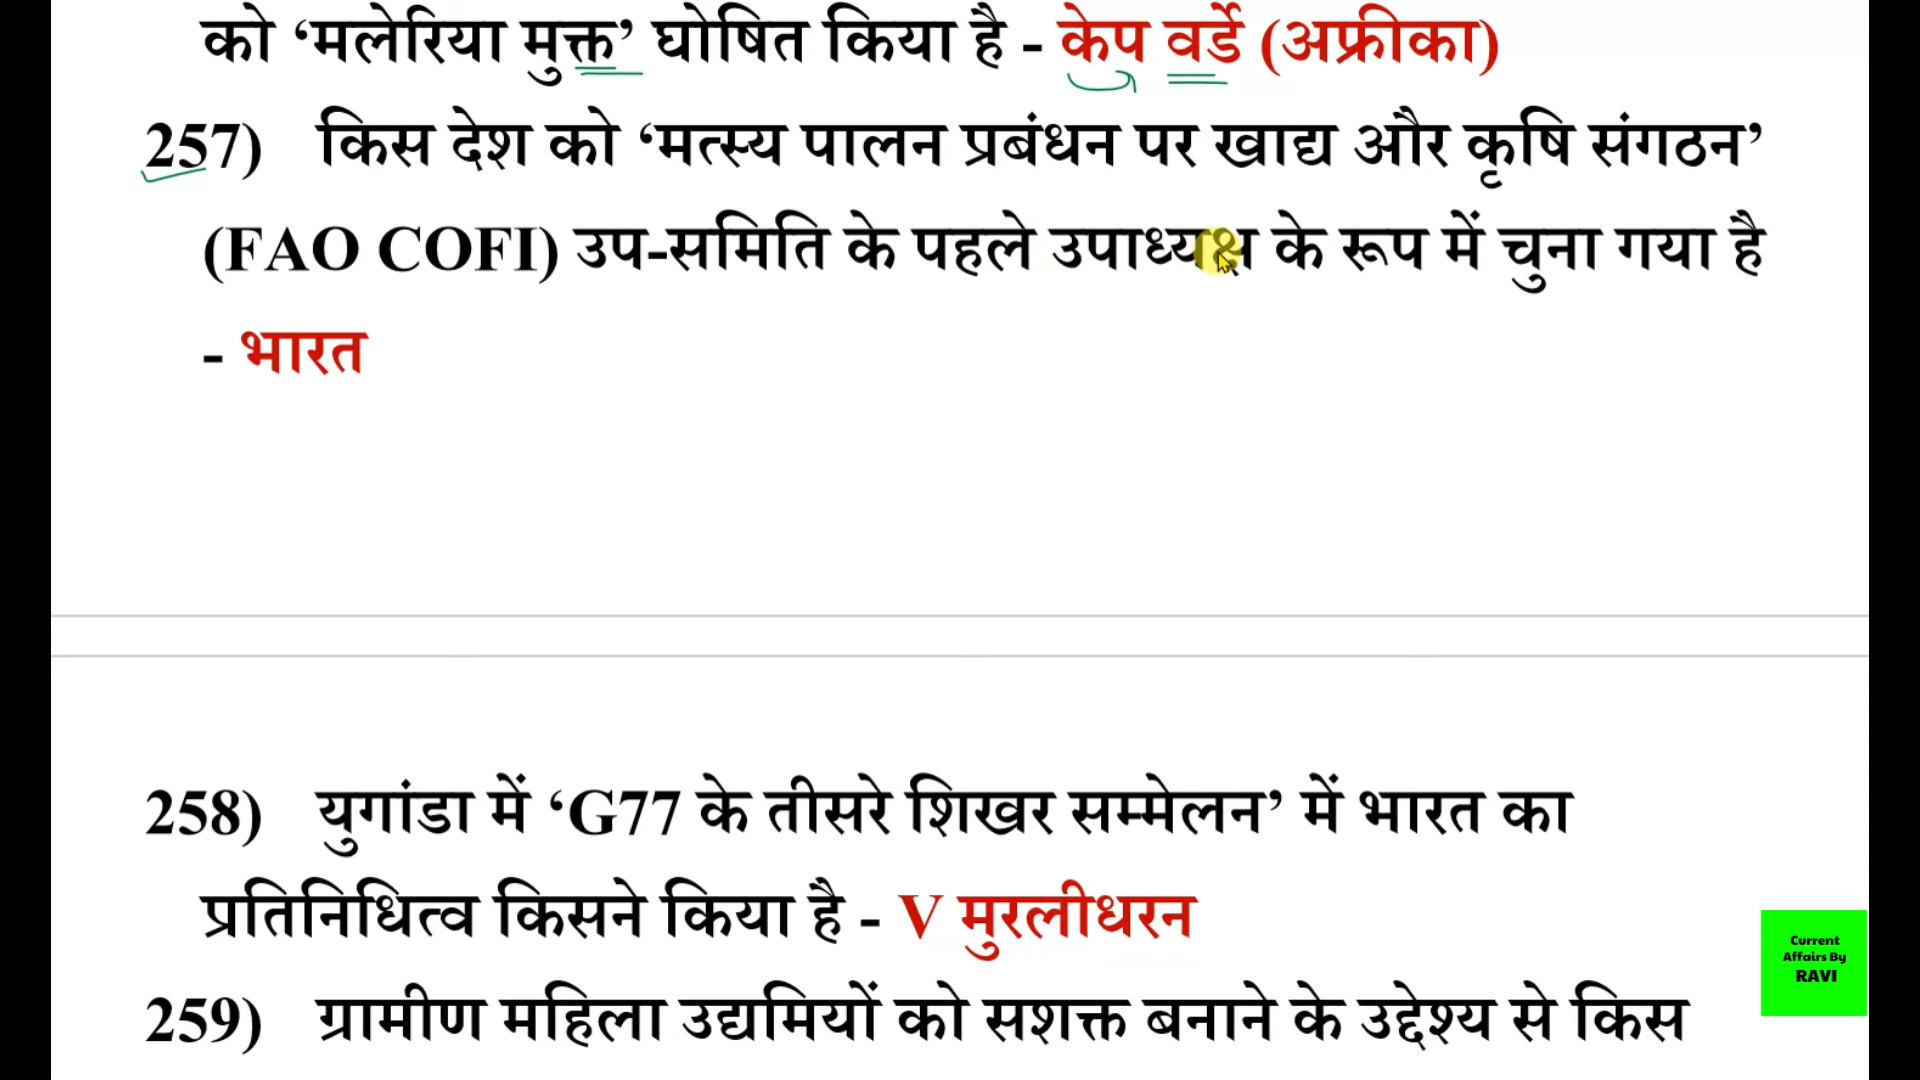 को ‘मलेरिया मुक्त’ घोषित किया है - केप वर्डे (अफ्रीका)
257) किस देश को ‘मत्स्य पालन प्रबंधन पर खाद्य और कृषि संगठन’
(FAO COFI) उप-समिति के पहले उपाध्यक्ष के रूप में चुना गया है
- भारत
258) युगांडा में ‘G77 के तीसरे शिखर सम्मेलन’ में भारत का
प्रतिनिधित्व किसने किया है - V मुरलीधरन
Current
Affairs By
RAVI
259) ग्रामीण महिला उद्यमियों को सशक्त बनाने के उद्देश्य से किस